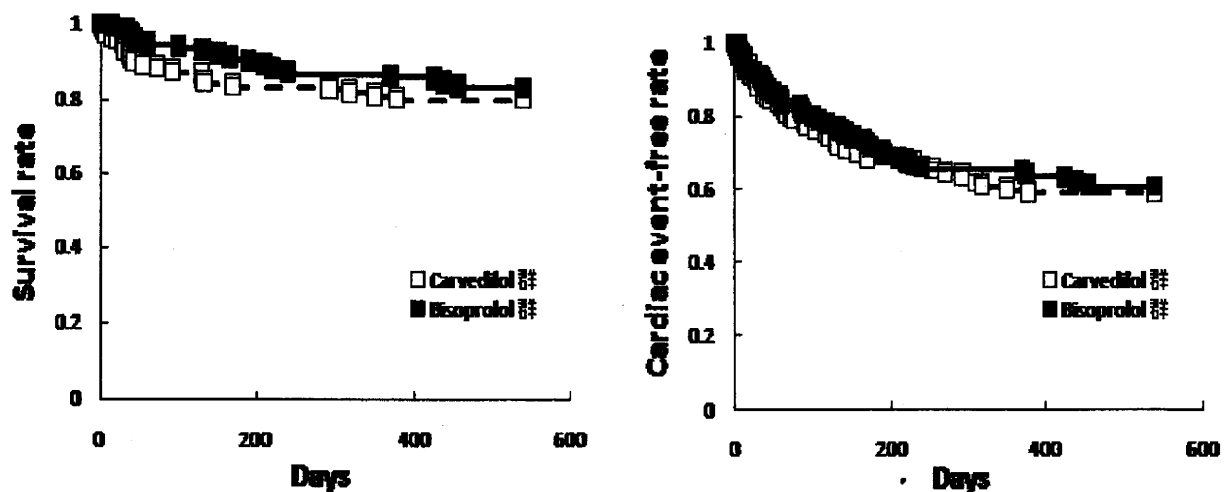 Survival rate
1
0.8
0.6
0.4
0.2
0
0 200 400 600
Days
Carvedilol 群
Bisoprolol 群
Cardiac event-free rate
1
0.8
0.6
0.4
0.2
0
0 200 400 600
Days
Carvedilol 群
Bisoprolol 群